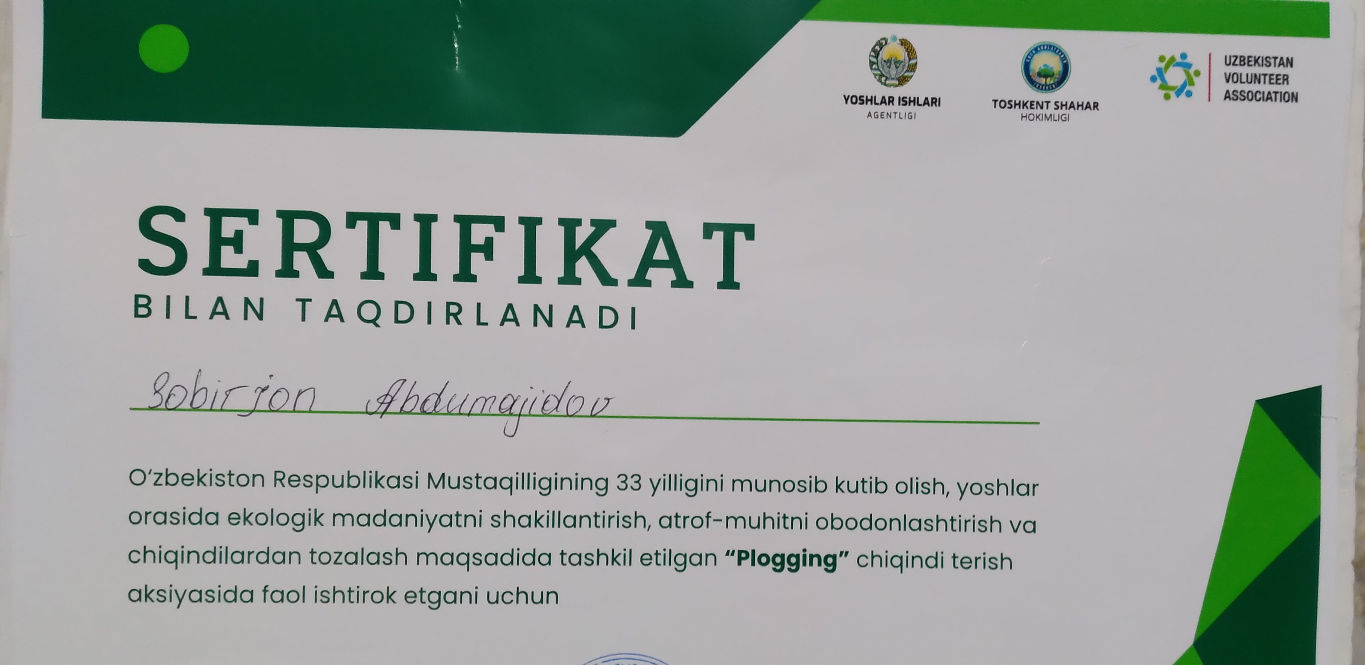 YOSHLAR ISHLARI
AGENTLIGI
TOSHKENT SHAHAR
HOKIMLIGI
UZBEKISTAN
VOLUNTEER
ASSOCIATION
SERTIFIKAT
BILAN TAQDIRLANADI
Sobirjon Abdumajidov
O‘zbekiston Respublikasi Mustaqilligining 33 yilligini munosib kutib olish, yoshlar
orasida ekologik madaniyatni shakillantirish, atrof-muhitni obodonlashtirish va
chiqindilardan tozalash maqsadida tashkil etilgan “Plogging” chiqindi terish
aksiyasida faol ishtirok etgani uchun